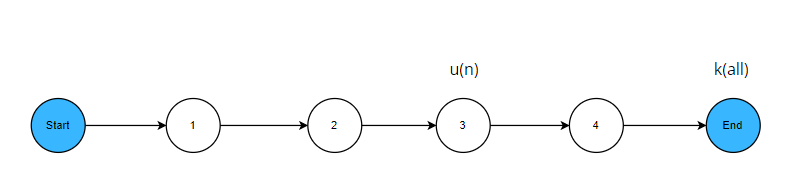 u(n) k(all)
Start 1 2 3 4 End